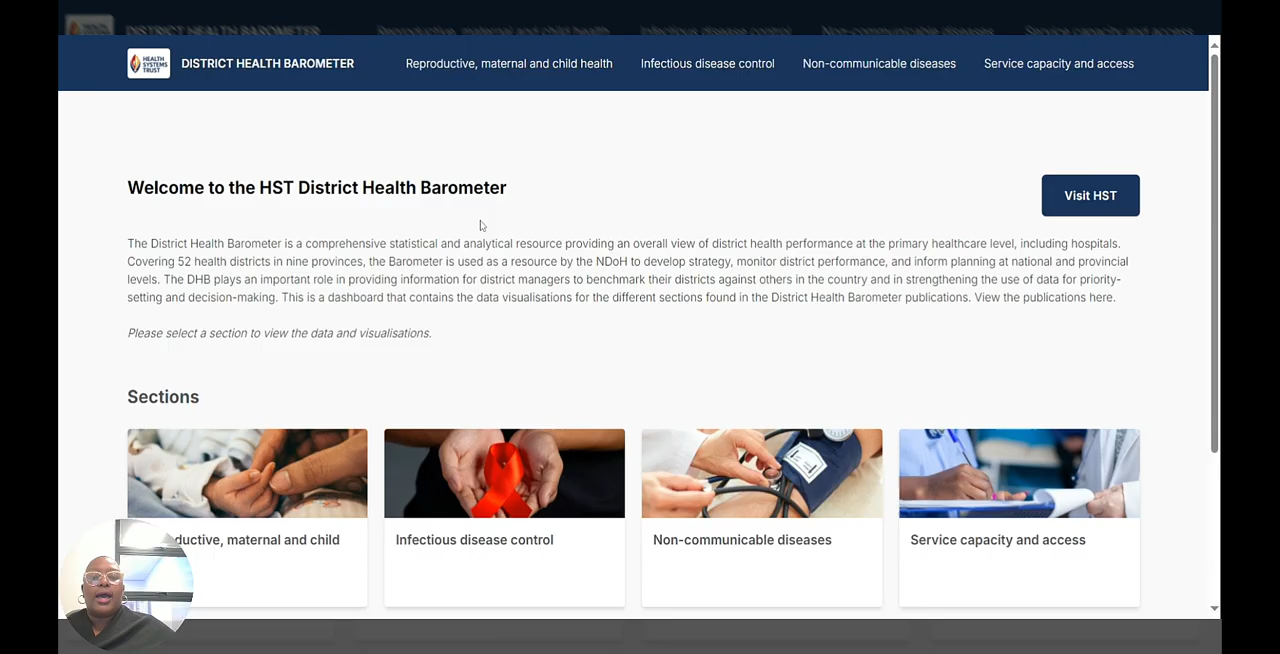 HEALTH SYSTEMS TRUST
DISTRICT HEALTH BAROMETER
Reproductive, maternal and child health
Infectious disease control
Non-communicable diseases
Service capacity and access
Welcome to the HST District Health Barometer
Visit HST
The District Health Barometer is a comprehensive statistical and analytical resource providing an overall view of district health performance at the primary healthcare level, including hospitals.
Covering 52 health districts in nine provinces, the Barometer is used as a resource by the NDoH to develop strategy, monitor district performance, and inform planning at national and provincial
levels. The DHB plays an important role in providing information for district managers to benchmark their districts against others in the country and in strengthening the use of data for priority-
setting and decision-making. This is a dashboard that contains the data visualisations for the different sections found in the District Health Barometer publications. View the publications here.
Please select a section to view the data and visualisations.
Sections
ductive, maternal and child
Infectious disease control
Non-communicable diseases
Service capacity and access